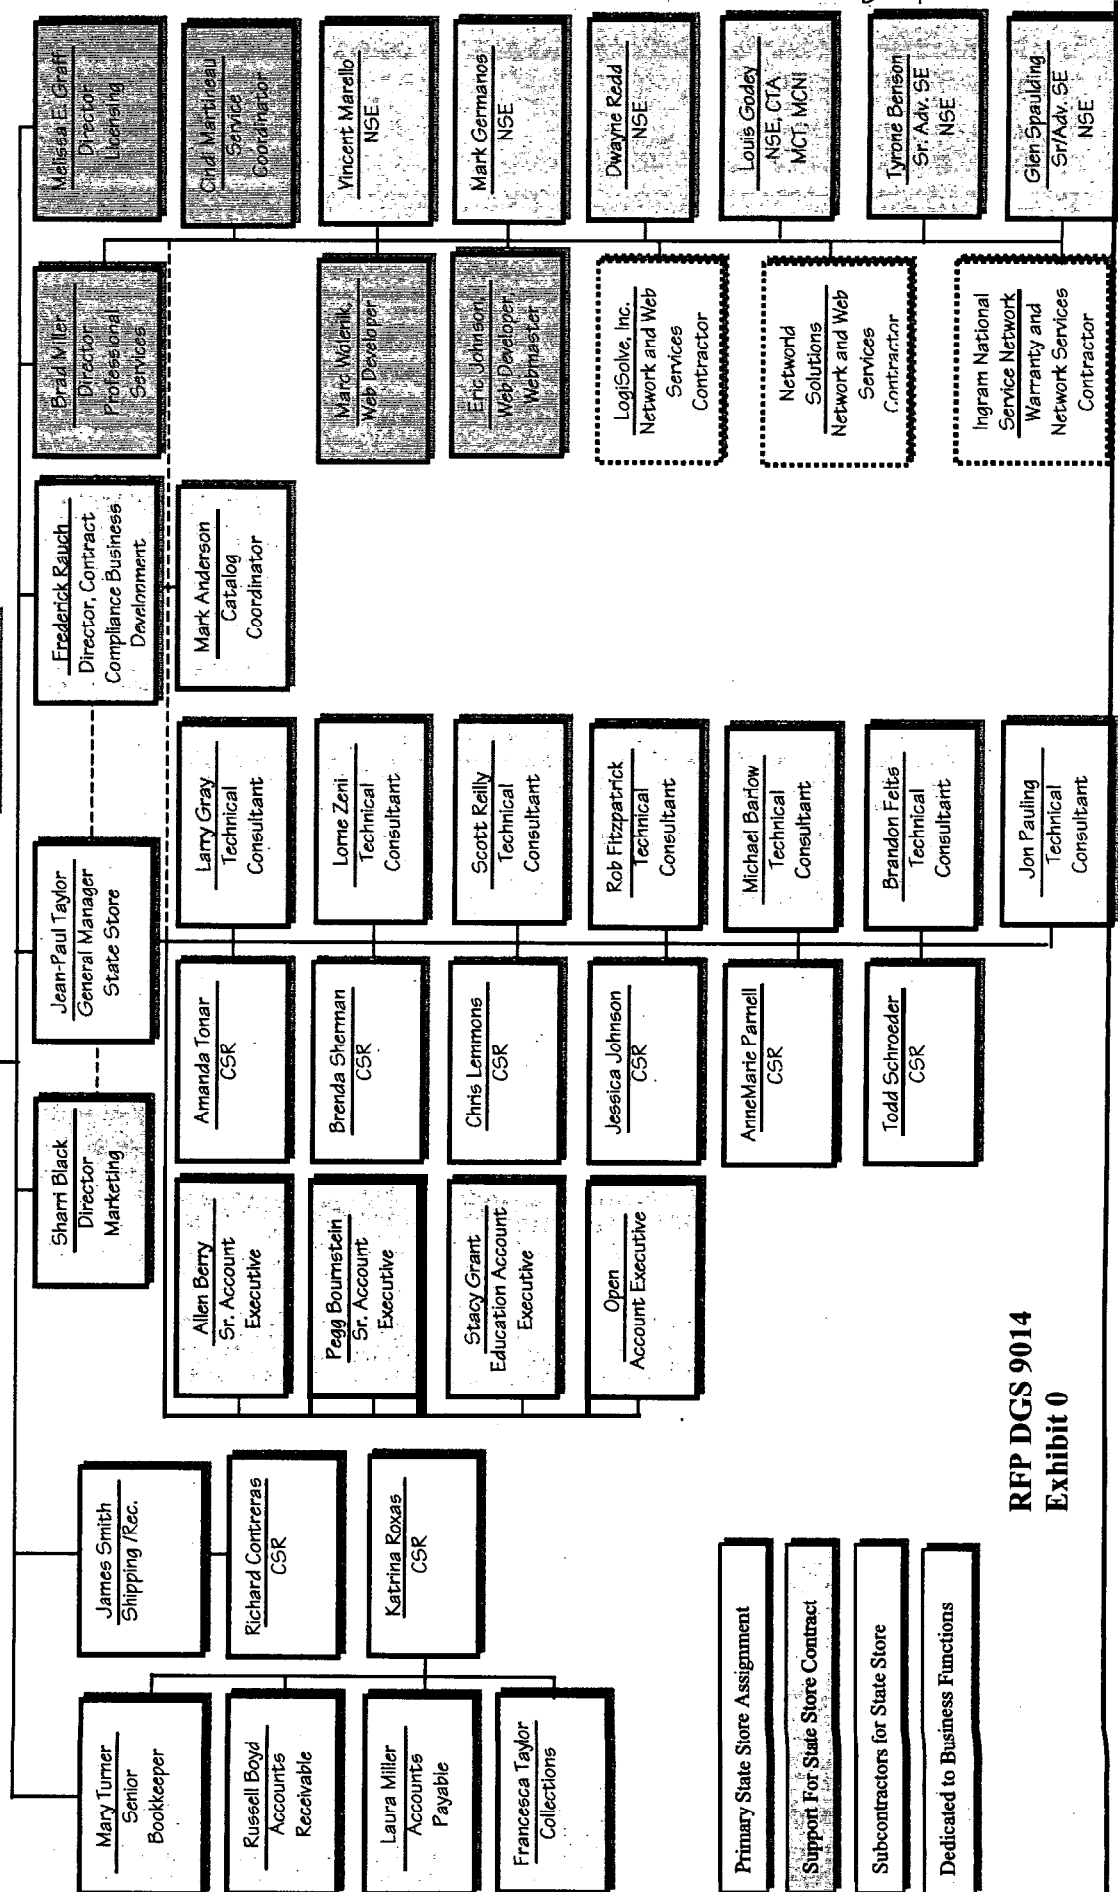 Mary Turner
Senior
Bookkeeper
Russell Boyd
Accounts
Receivable
Laura Miller
Accounts
Payable
Francesca Taylor
Collections
James Smith
Shipping /Rec.
Richard Contreras
CSR
Katrina Roxas
CSR
Sharri Black
Director
Marketing
Allen Berry
Sr. Account
Executive
Pegg Bournstein
Sr. Account
Executive
Stacy Grant
Education Account
Executive
Open
Account Executive
Jean-Paul Taylor
General Manager
State Store
Amanda Tonar
CSR
Brenda Sherman
CSR
Chris Lemmons
CSR
Jessica Johnson
CSR
AnneMarie Parnell
CSR
Todd Schroeder
CSR
Larry Gray
Technical
Consultant
Lorne Zeni
Technical
Consultant
Scott Reilly
Technical
Consultant
Rob Fitzpatrick
Technical
Consultant
Michael Barlow
Technical
Consultant
Brandon Felts
Technical
Consultant
Jon Pauling
Technical
Consultant
Frederick Rauch
Director, Contract
Compliance Business
Development
Mark Anderson
Catalog
Coordinator
Brad Miller
Director
Professional
Services
Marc Wolenik,
Web Developer
Eric Johnson,
Web Developer,
Webmaster
LogiSolve, Inc.
Network and Web
Services
Contractor
Network
Solutions
Network and Web
Services
Contractor
Ingram National
Service Network
Warranty and
Network Services
Contractor
Melissa E. Graff
Director
Licensing
Cindi Martineau
Service
Coordinator
Vincent Marello
NSE
Mark Germanos
NSE
Dwayne Redd
NSE
Louis Godey
NSE, CTA
MCT, MCNI
Tyrone Benson
Sr. Adv. SE
NSE
Glen Spaulding
Sr/Adv. SE
NSE
Primary State Store Assignment
Support For State Store Contract
Subcontractors for State Store
Dedicated to Business Functions
RFP DGS 9014
Exhibit 0